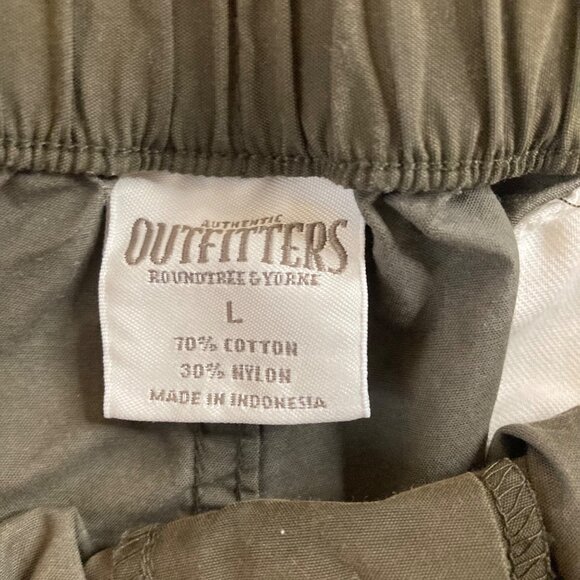 AUTHENTIC
OUTFITTERS
ROUNDTREE & YORKE
L
70% COTTON
30% NYLON
MADE IN INDONESIA